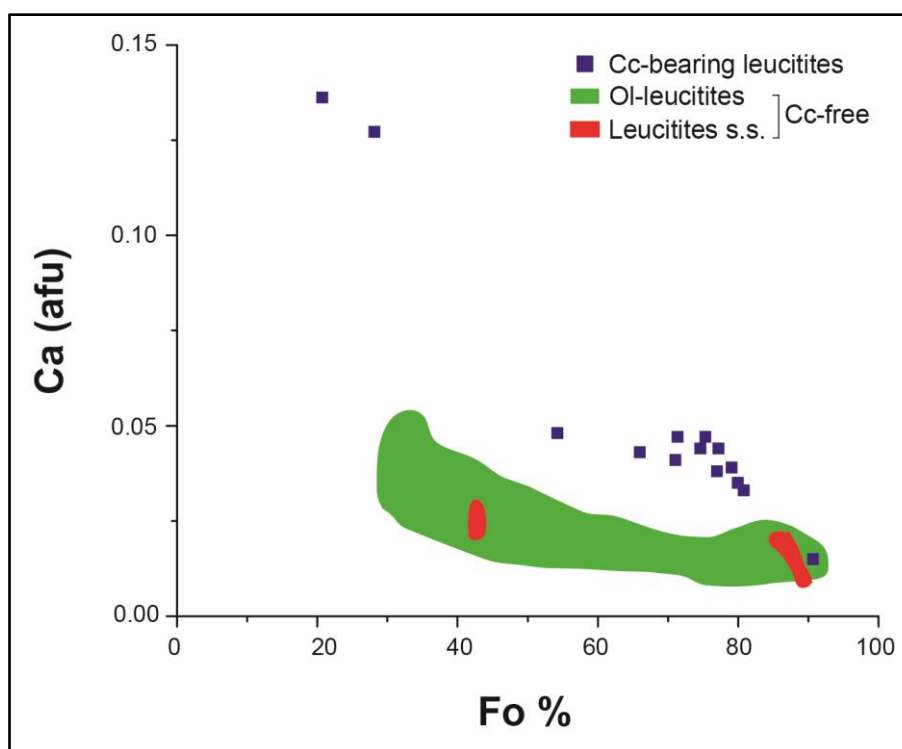 0.15
0.10
0.05
0.00
Ca (afu)
Cc-bearing leucitites
Ol-leucitites
Leucitites s.s.
Cc-free
0 20 40 60 80 100
Fo %